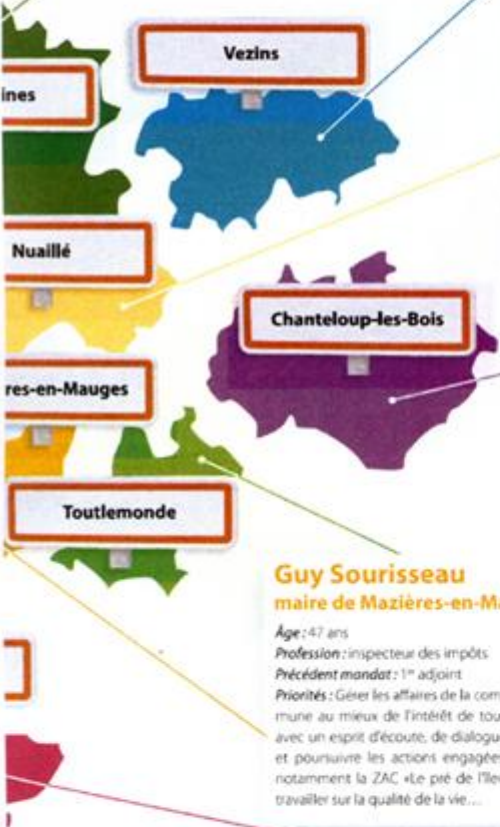 Vezins
ines
Nuaillé
Chanteloup-les-Bois
res-en-Mauges
Toutlemonde
Guy Sourisseau
maire de Mazières-en-Ma
Âge : 47 ans
Profession : inspecteur des impôts
Précédent mandat : 1er adjoint
Priorités : Gérer les affaires de la com
mune au mieux de l'intérêt de tou
avec un esprit d'écoute, de dialogu
et poursuivre les actions engagée
notamment la ZAC «Le pré de l'île
travailler sur la qualité de la vie...